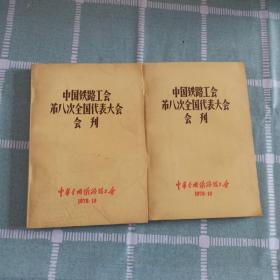 中国铁路工会
第八次全国代表大会
会刊
中华全国铁路总工会
1978·10
中国铁路工会
第八次全国代表大会
会刊
中华全国铁路总工会
1978·10